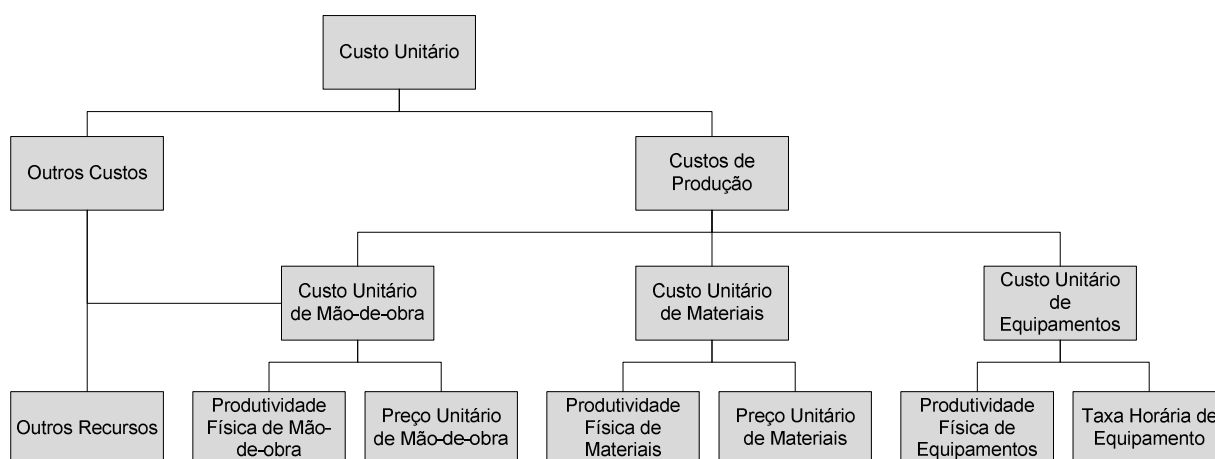 Custo Unitário
Outros Custos
Custos de
Produção
Custo Unitário
de Mão-de-obra
Custo Unitário
de Materiais
Custo Unitário
de
Equipamentos
Outros Recursos
Produtividade
Física de Mão-
de-obra
Preço Unitário
de Mão-de-obra
Produtividade
Física de
Materiais
Preço Unitário
de Materiais
Produtividade
Física de
Equipamentos
Taxa Horária de
Equipamento